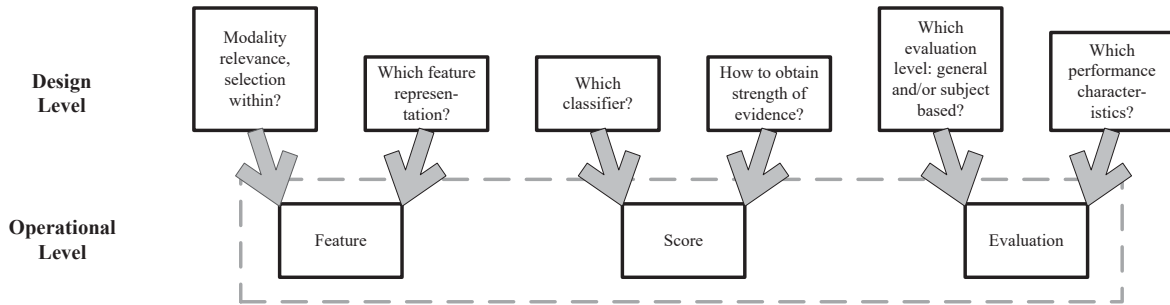 Design
Level
Modality
relevance,
selection
within?
Which feature
represen-
tation?
Which
classifier?
How to obtain
strength of
evidence?
Which
evaluation
level: general
and/or subject
based?
Which
performance
character-
istics?
Operational
Level
Feature
Score
Evaluation